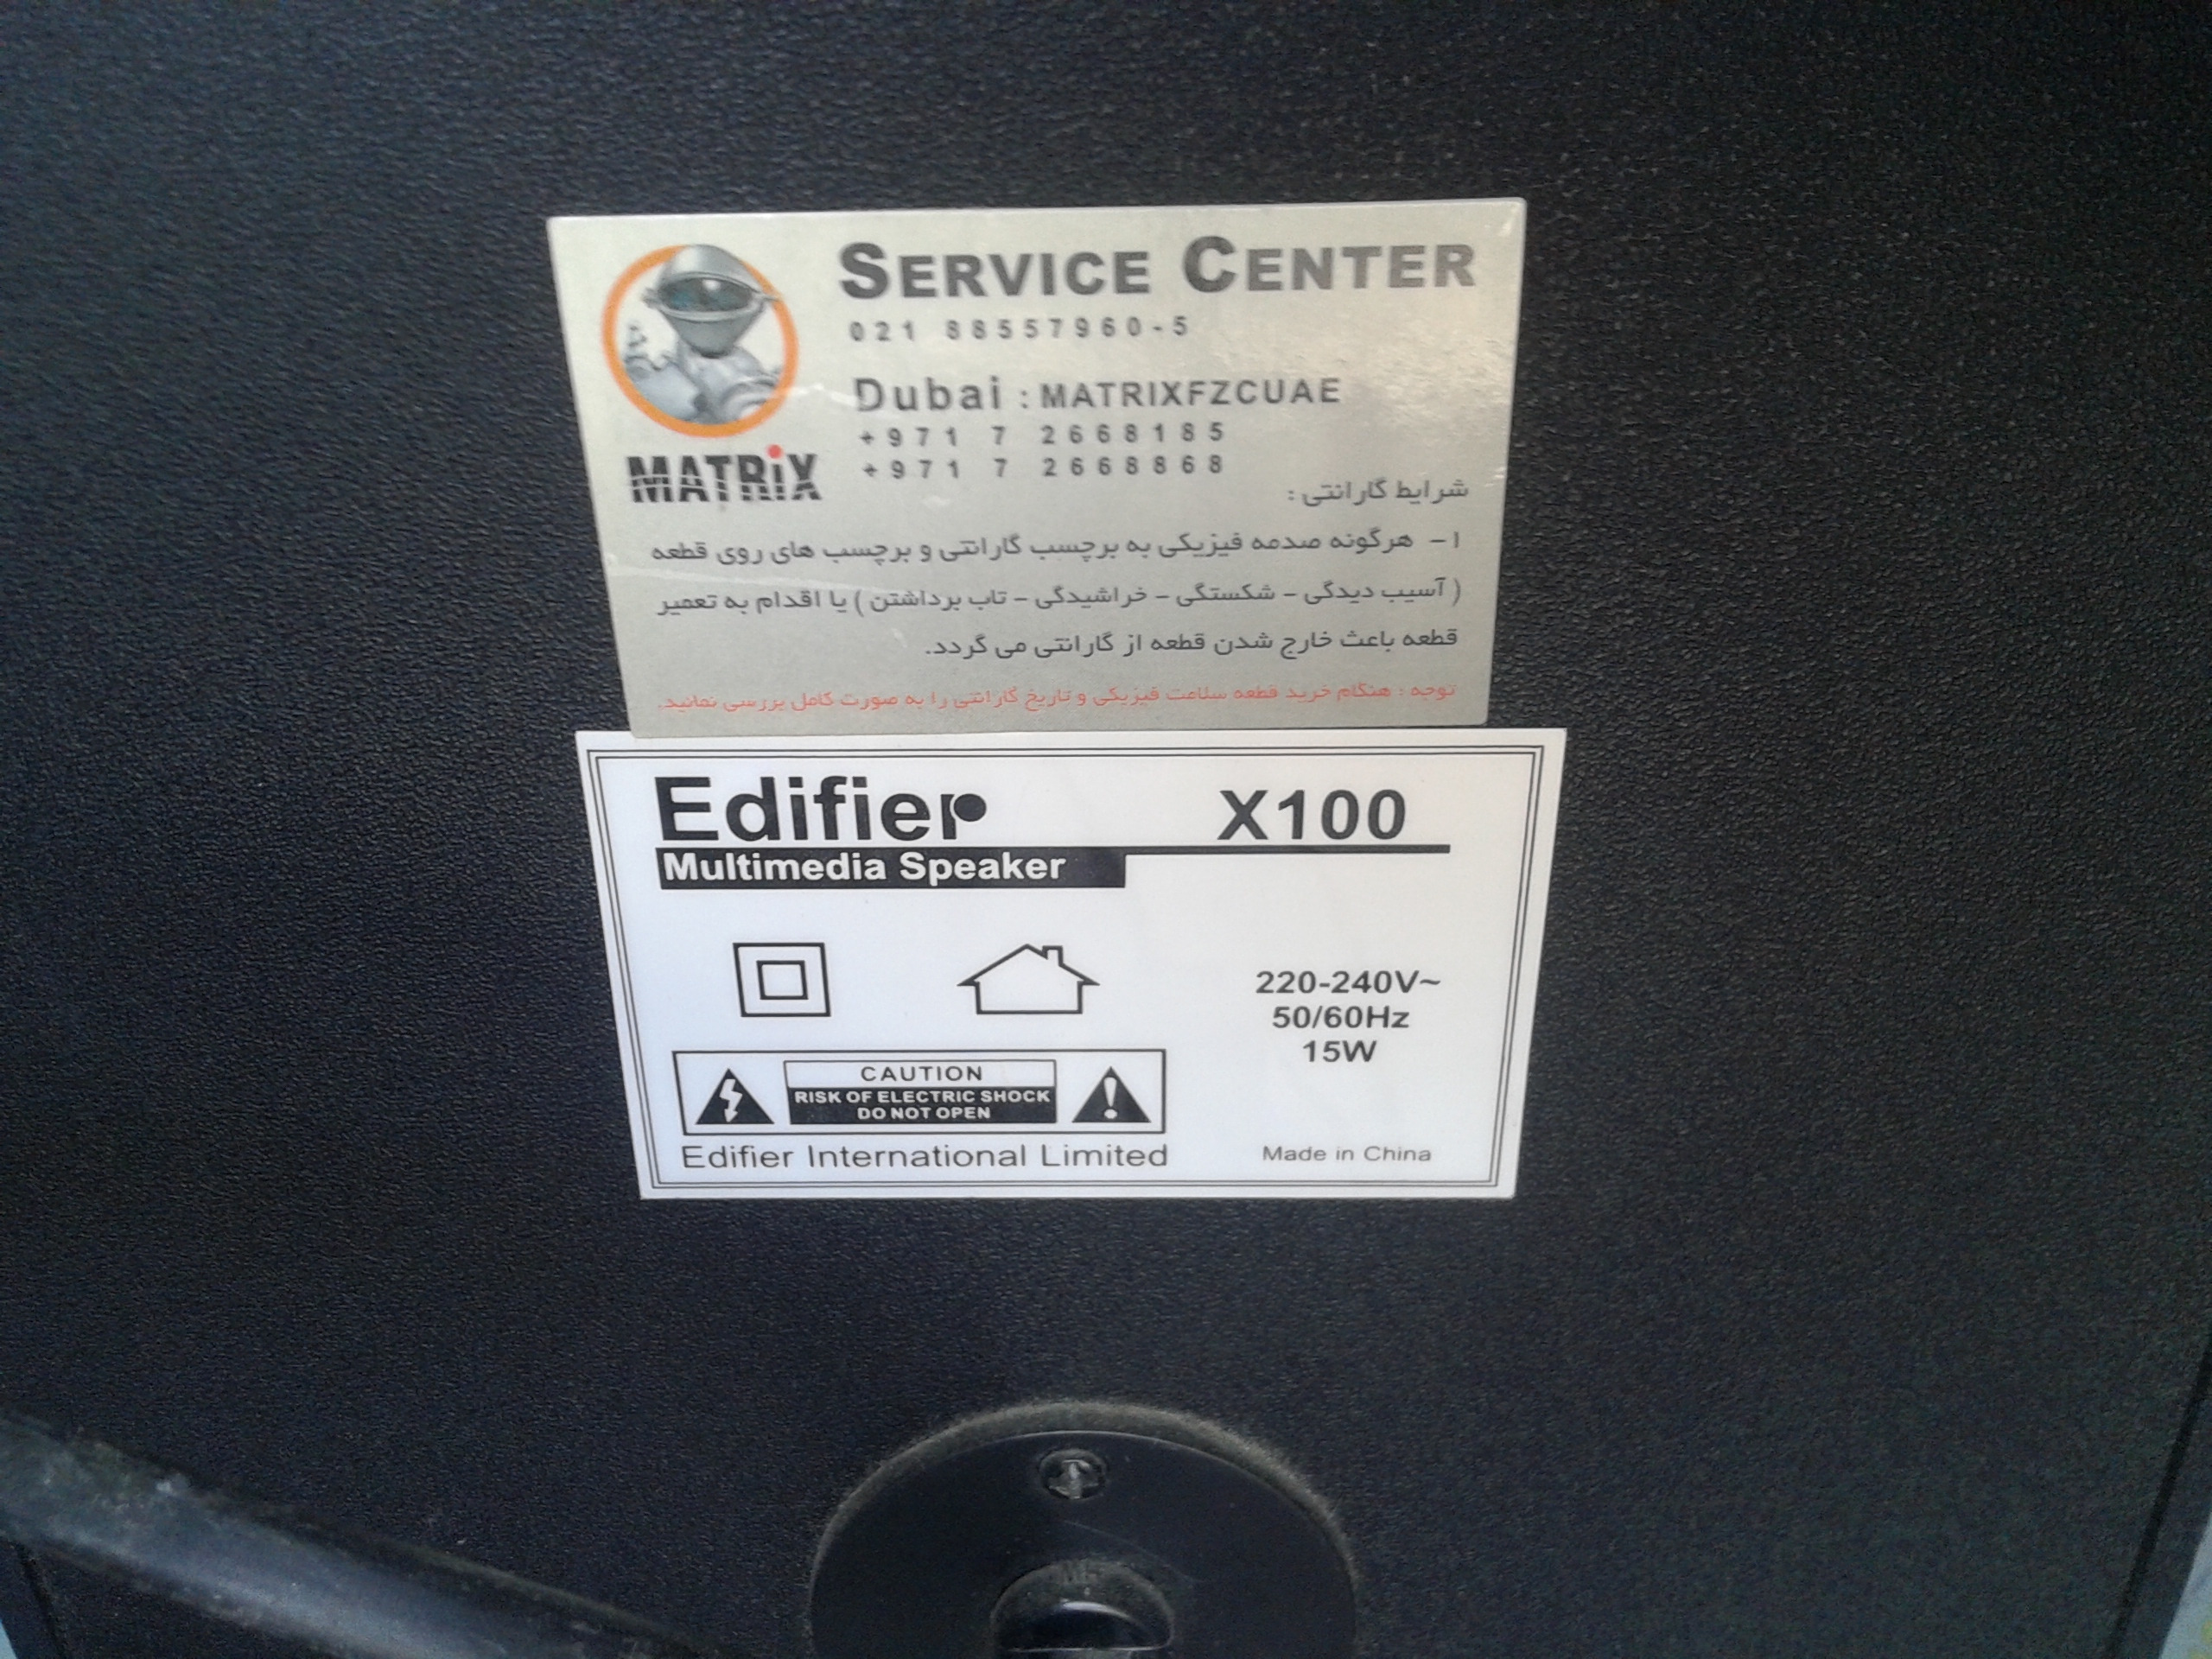 SERVICE CENTER
021 88557960-5
Dubai : MATRIXFZCUAE
+971 7 2668185
+971 7 2668868
MATRiX
شرایط گارانتی :
۱- هرگونه صدمه فیزیکی به برچسب گارانتی و برچسب های روی قطعه
( آسیب دیدگی - شکستگی - خراشیدگی - تاب برداشتن ) یا اقدام به تعمیر
قطعه باعث خارج شدن قطعه از گارانتی می گردد.
توجه : هنگام خرید قطعه سلامت فیزیکی و تاریخ گارانتی را به صورت کامل بررسی نمائید.
Edifier X100
Multimedia Speaker
220-240V~
50/60Hz
15W
CAUTION
RISK OF ELECTRIC SHOCK
DO NOT OPEN
Edifier International Limited
Made in China